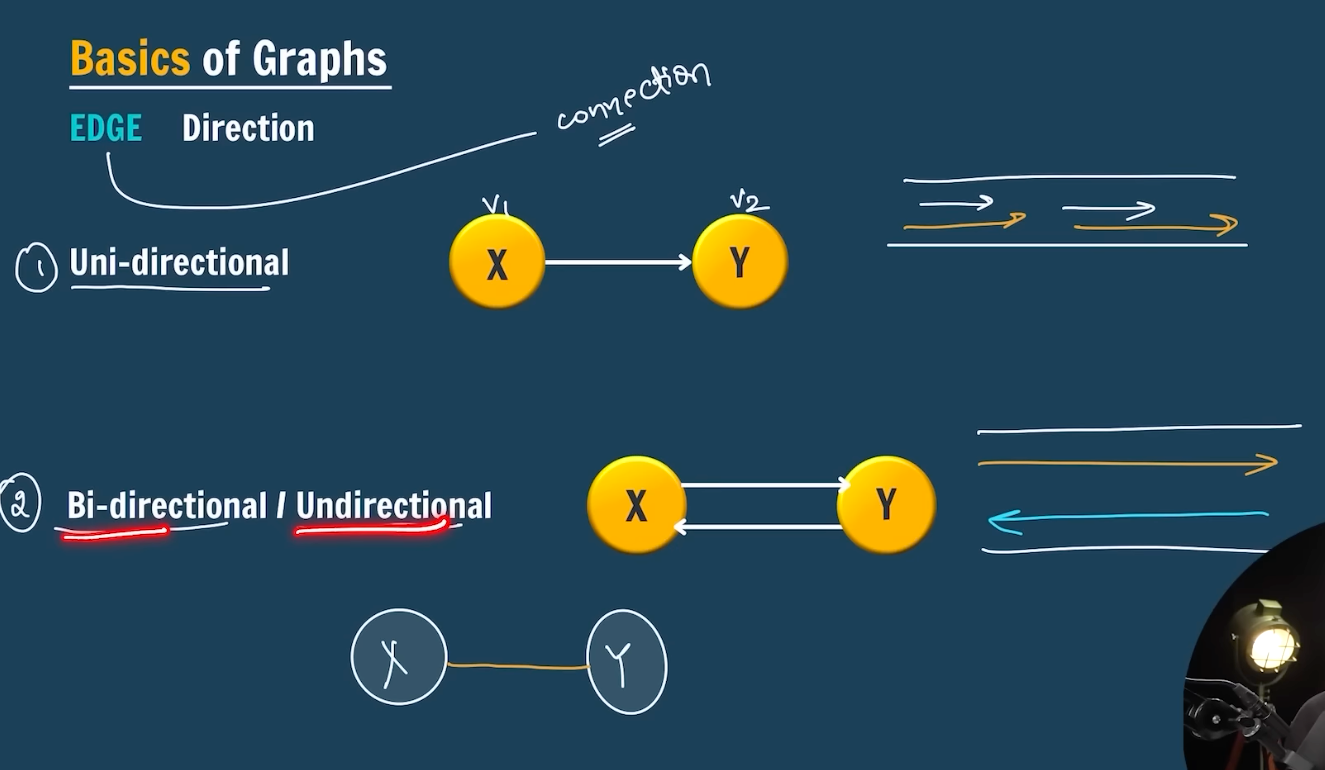 Basics of Graphs
EDGE Direction
connection
V1
V2
X
Y
1 Uni-directional
2 Bi-directional / Undirectional
X
Y
X
Y